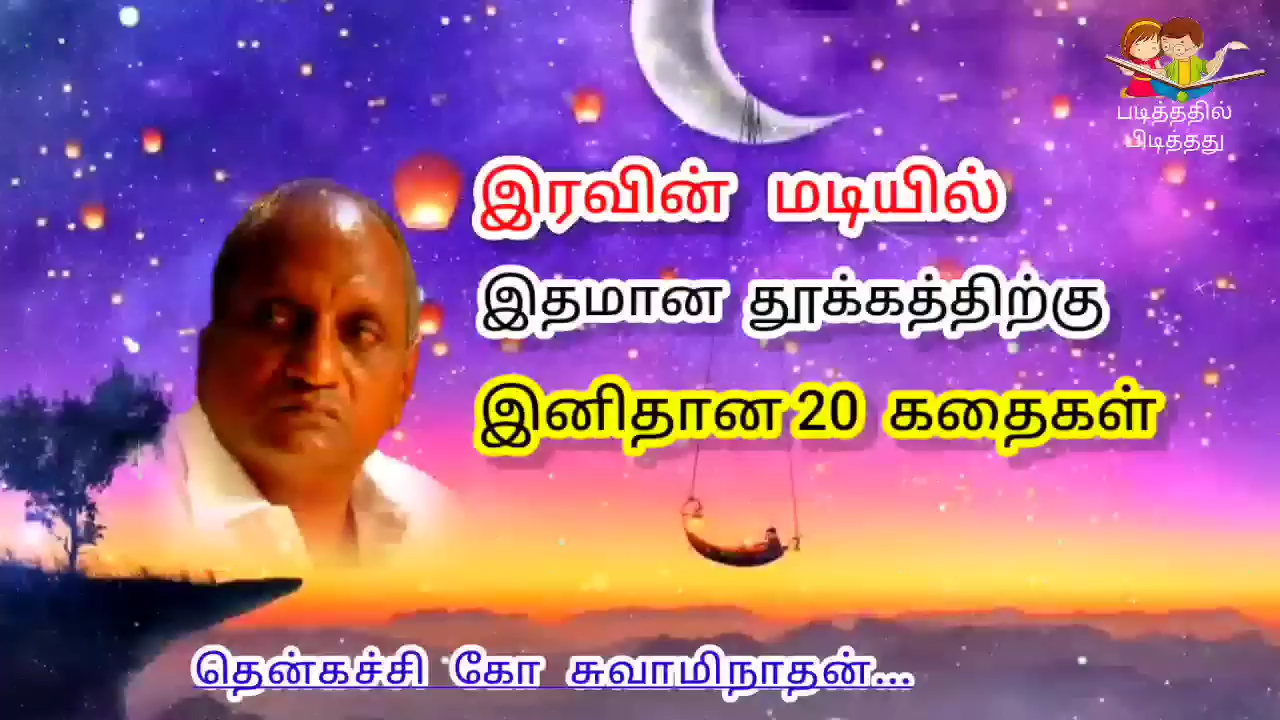 படித்ததில்
பிடித்தது
இரவின் மடியில்
இதமான தூக்கத்திற்கு
இனிதான 20 கதைகள்
தென்கச்சி கோ சுவாமிநாதன்...